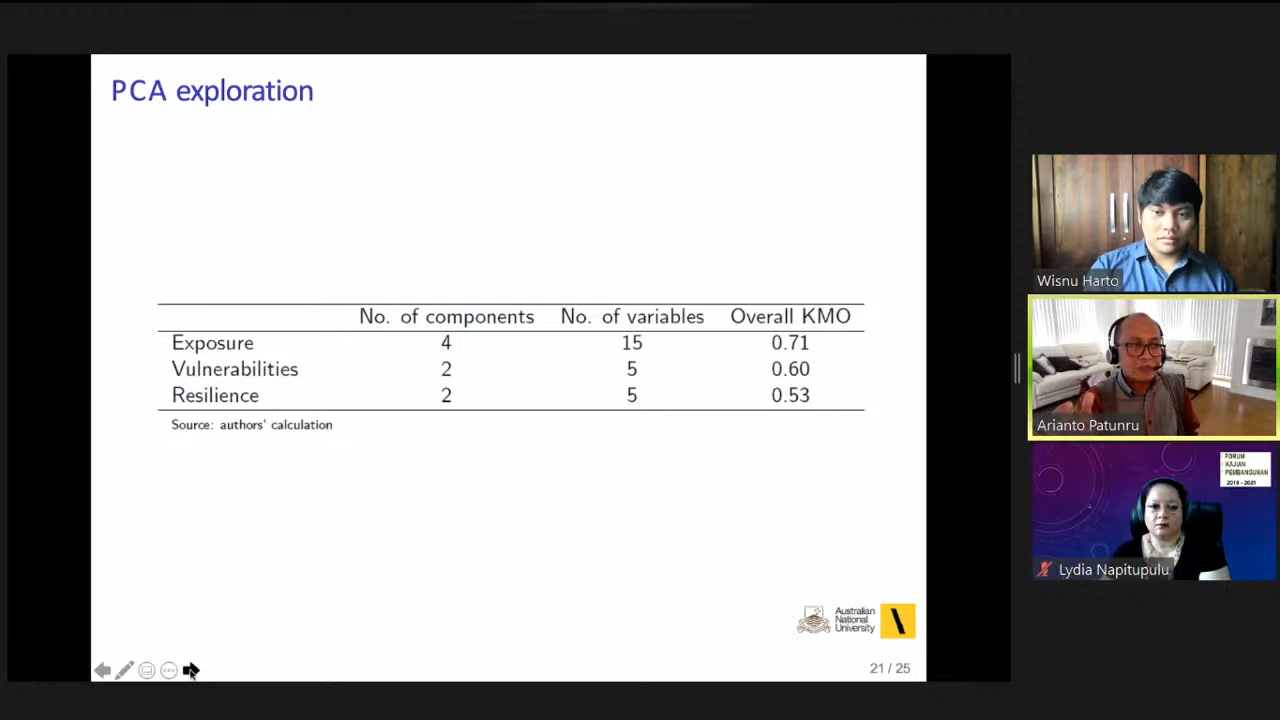 PCA exploration
No. of components No. of variables Overall KMO
Exposure 4 15 0.71
Vulnerabilities 2 5 0.60
Resilience 2 5 0.53
Source: authors' calculation
Australian
National
University
21 / 25
Wisnu Harto
Arianto Patunru
FORUM
KAJIAN
PEMBANGUNAN
2010 - 2021
Lydia Napitupulu